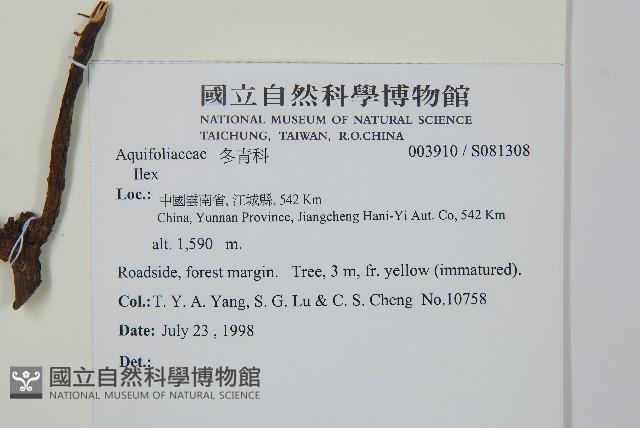 國立自然科學博物館
NATIONAL MUSEUM OF NATURAL SCIENCE
TAICHUNG, TAIWAN, R.O.CHINA
Aquifoliaceae 冬青科 003910 / S081308
Ilex
Loc.: 中國雲南省, 江城縣, 542 Km
China, Yunnan Province, Jiangcheng Hani-Yi Aut. Co, 542 Km
alt. 1,590 m.
Roadside, forest margin. Tree, 3 m, fr. yellow (immatured).
Col.: T. Y. A. Yang, S. G. Lu & C. S. Cheng No.10758
Date: July 23 , 1998
Det.:
國立自然科學博物館
NATIONAL MUSEUM OF NATURAL SCIENCE